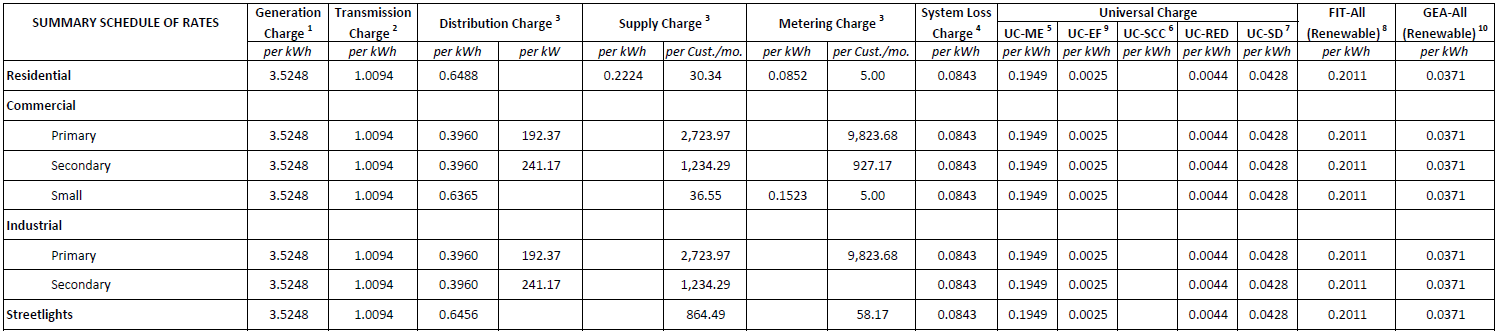 SUMMARY SCHEDULE OF RATES Generation Charge 1 Transmission Charge 2 Distribution Charge 3 Supply Charge 3 Metering Charge 3 System Loss Charge 4 Universal Charge FIT-All (Renewable) 8 GEA-All (Renewable) 10
UC-ME 5 UC-EF 9 UC-SCC 6 UC-RED UC-SD 7
per kWh per kWh per kWh per kW per kWh per Cust./mo. per kWh per Cust./mo. per kWh per kWh per kWh per kWh per kWh per kWh per kWh per kWh
Residential 3.5248 1.0094 0.6488 0.2224 30.34 0.0852 5.00 0.0843 0.1949 0.0025 0.0044 0.0428 0.2011 0.0371
Commercial
Primary 3.5248 1.0094 0.3960 192.37 2,723.97 9,823.68 0.0843 0.1949 0.0025 0.0044 0.0428 0.2011 0.0371
Secondary 3.5248 1.0094 0.3960 241.17 1,234.29 927.17 0.0843 0.1949 0.0025 0.0044 0.0428 0.2011 0.0371
Small 3.5248 1.0094 0.6365 36.55 0.1523 5.00 0.0843 0.1949 0.0025 0.0044 0.0428 0.2011 0.0371
Industrial
Primary 3.5248 1.0094 0.3960 192.37 2,723.97 9,823.68 0.0843 0.1949 0.0025 0.0044 0.0428 0.2011 0.0371
Secondary 3.5248 1.0094 0.3960 241.17 1,234.29 0.0843 0.1949 0.0025 0.0044 0.0428 0.2011 0.0371
Streetlights 3.5248 1.0094 0.6456 864.49 58.17 0.0843 0.1949 0.0025 0.0044 0.0428 0.2011 0.0371